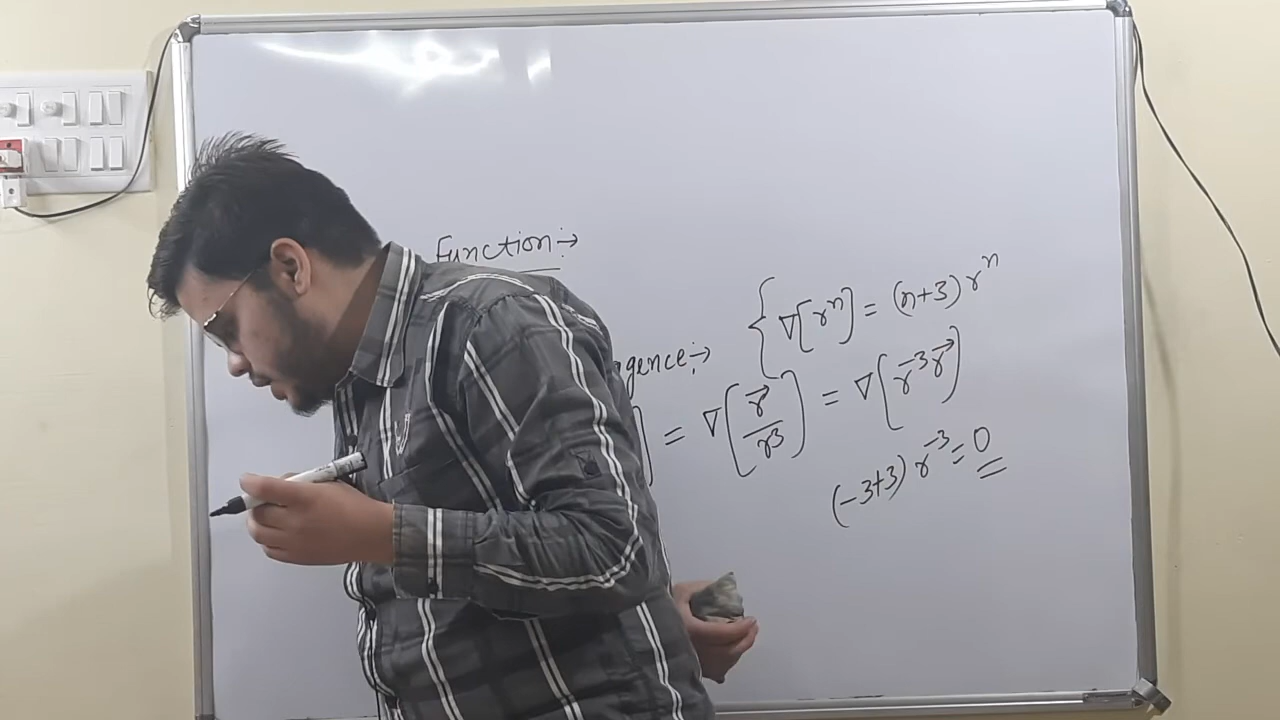 Function:→
{∇[rⁿ] = (n+3)rⁿ
gence:→
] = ∇[r⃗/r³] = ∇[r⁻³r⃗]
(-3+3) r⁻³ = 0